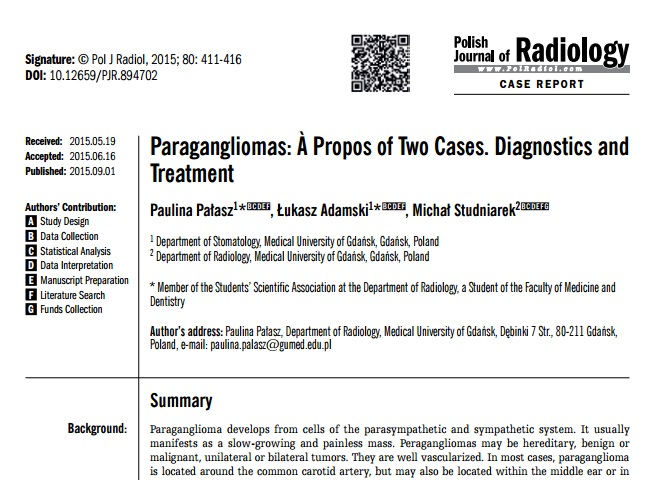 Signature: © Pol J Radiol, 2015; 80: 411-416
DOI: 10.12659/PJR.894702
Polish
Journal of Radiology
www.PolRadiol.com
CASE REPORT
Received: 2015.05.19
Accepted: 2015.06.16
Published: 2015.09.01
Authors' Contribution:
A Study Design
B Data Collection
C Statistical Analysis
D Data Interpretation
E Manuscript Preparation
F Literature Search
G Funds Collection
Paragangliomas: À Propos of Two Cases. Diagnostics and
Treatment
Paulina Pałasz1*BCDEF, Łukasz Adamski1*BCDEF, Michał Studniarek2BCDEFG
1 Department of Stomatology, Medical University of Gdańsk, Gdańsk, Poland
2 Department of Radiology, Medical University of Gdańsk, Gdańsk, Poland
* Member of the Students' Scientific Association at the Department of Radiology, a Student of the Faculty of Medicine and
Dentistry
Author's address: Paulina Pałasz, Department of Radiology, Medical University of Gdańsk, Dębinki 7 Str., 80-211 Gdańsk,
Poland, e-mail: paulina.palasz@gumed.edu.pl
Summary
Background:
Paraganglioma develops from cells of the parasympathetic and sympathetic system. It usually
manifests as a slow-growing and painless mass. Peragangliomas may be hereditary, benign or
malignant, unilateral or bilateral tumors. They are well vascularized. In most cases, paraganglioma
is located around the common carotid artery, but may also be located within the middle ear or in